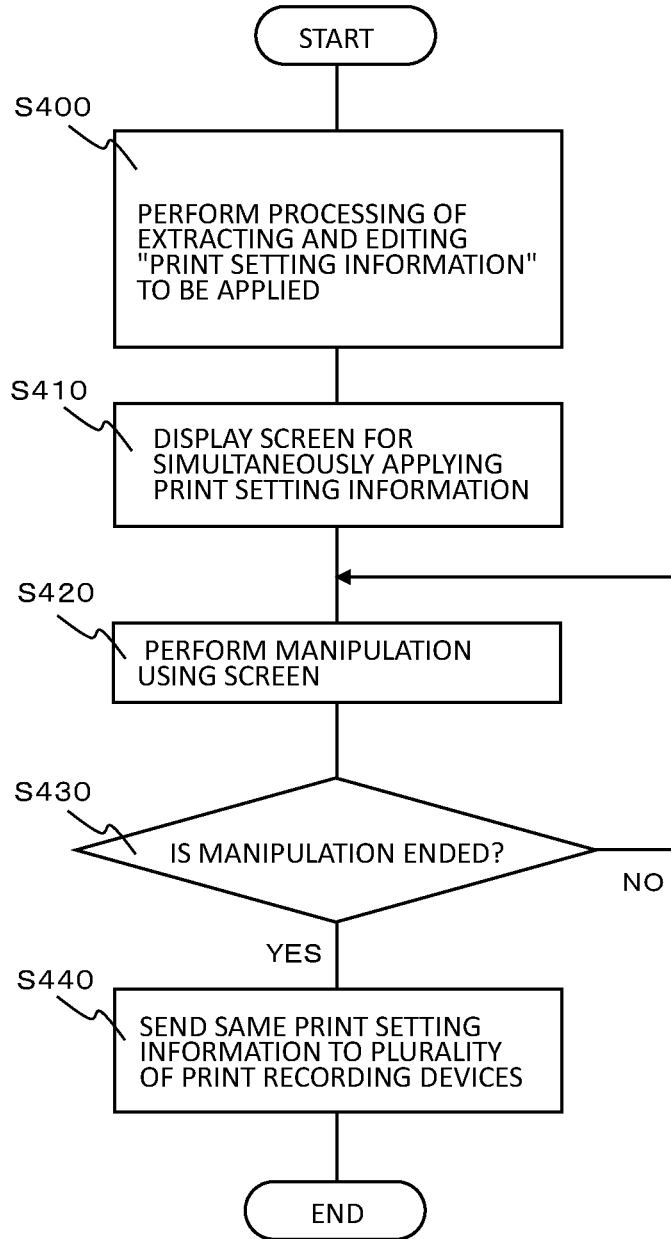 START
S400
PERFORM PROCESSING OF
EXTRACTING AND EDITING
"PRINT SETTING INFORMATION"
TO BE APPLIED
S410
DISPLAY SCREEN FOR
SIMULTANEOUSLY APPLYING
PRINT SETTING INFORMATION
S420
PERFORM MANIPULATION
USING SCREEN
S430
IS MANIPULATION ENDED?
NO
YES
S440
SEND SAME PRINT SETTING
INFORMATION TO PLURALITY
OF PRINT RECORDING DEVICES
END